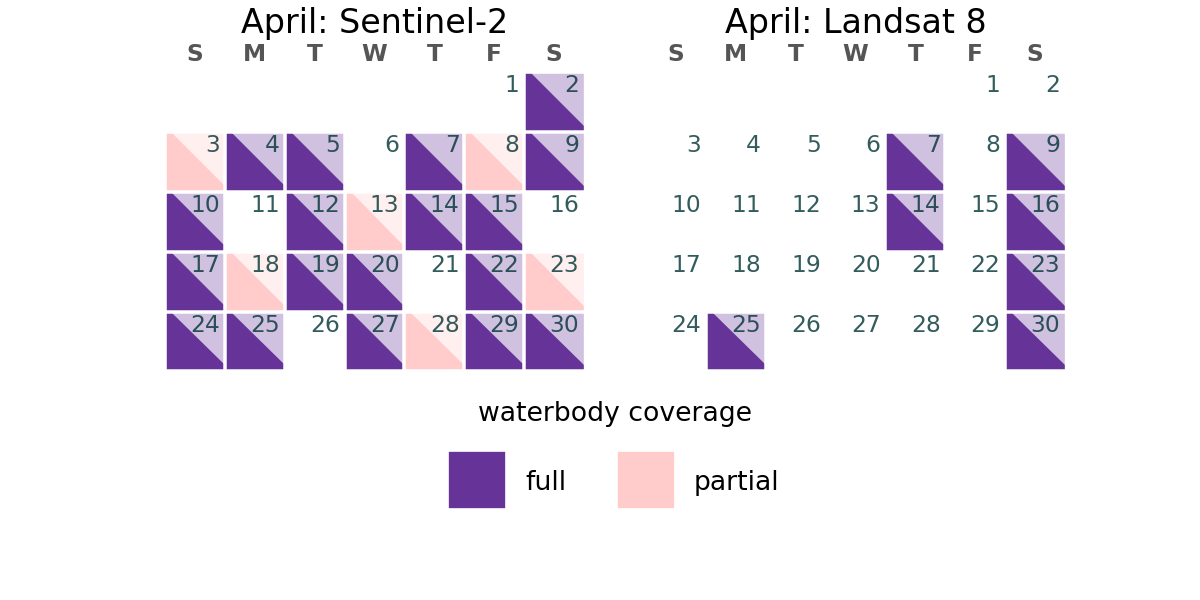 April: Sentinel-2
S M T W T F S
1 2
3 4 5 6 7 8 9
10 11 12 13 14 15 16
17 18 19 20 21 22 23
24 25 26 27 28 29 30
April: Landsat 8
S M T W T F S
1 2
3 4 5 6 7 8 9
10 11 12 13 14 15 16
17 18 19 20 21 22 23
24 25 26 27 28 29 30
waterbody coverage
full
partial